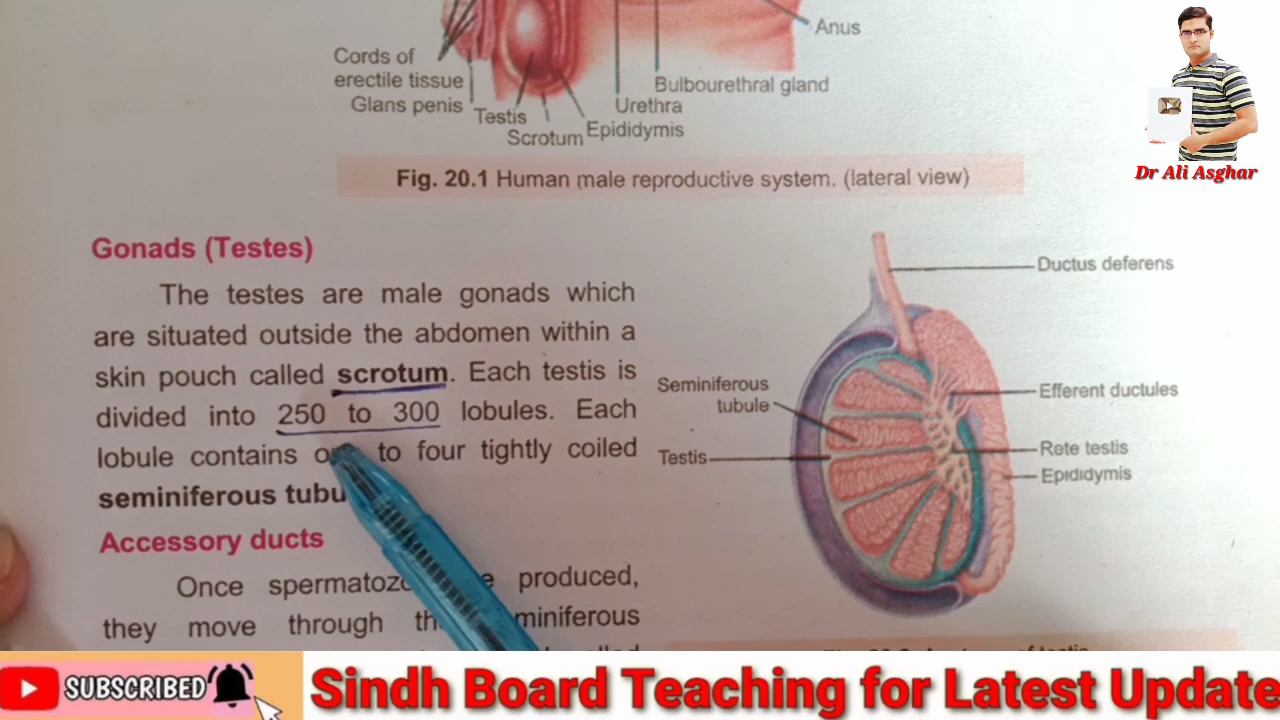 Anus
Cords of
erectile tissue
Glans penis
Bulbourethral gland
Urethra
Testis
Epididymis
Scrotum
Fig. 20.1 Human male reproductive system. (lateral view)
Dr Ali Asghar
Gonads (Testes)
The testes are male gonads which
are situated outside the abdomen within a
skin pouch called scrotum. Each testis is
divided into 250 to 300 lobules. Each
lobule contains to four tightly coiled
seminiferous
Accessory ducts
Once produced,
they move through
Ductus deferens
Seminiferous
tubule
Efferent ductules
Testis
Rete testis
Epididymis
SUBSCRIBED
Sindh Board Teaching for Latest Update